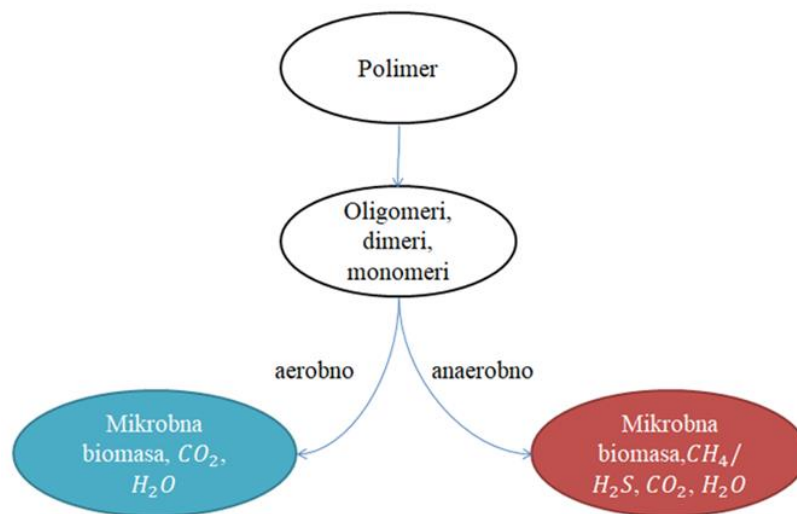 Polimer
Oligomeri,
dimeri,
monomeri
aerobno
anaerobno
Mikrobna
biomasa, CO₂,
H₂O
Mikrobna
biomasa,CH₄/
H₂S, CO₂, H₂O